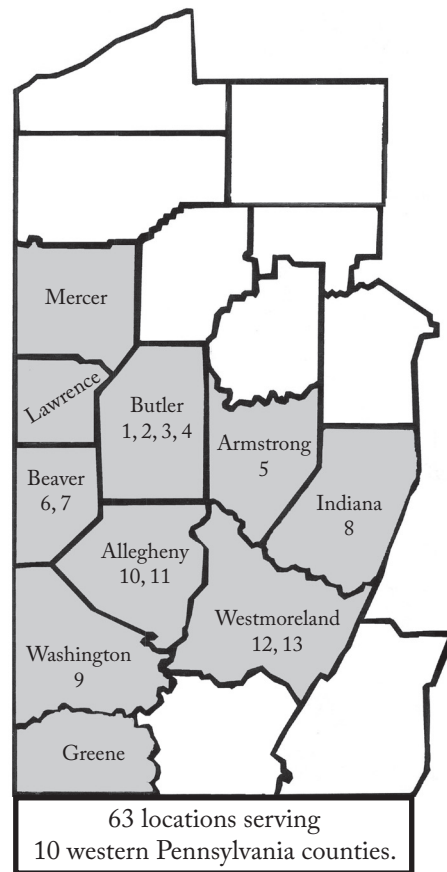 Mercer
Lawrence
Butler
1, 2, 3, 4
Armstrong
5
Beaver
6, 7
Indiana
8
Allegheny
10, 11
Westmoreland
12, 13
Washington
9
Greene
63 locations serving
10 western Pennsylvania counties.